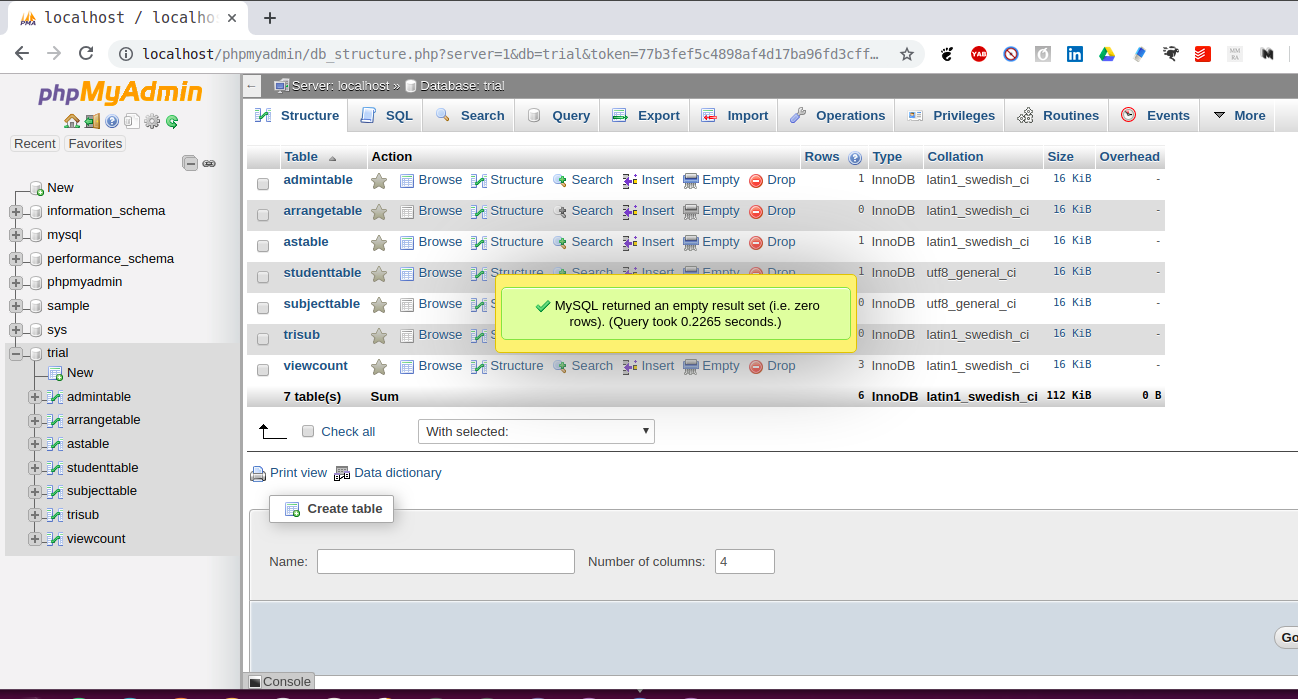 localhost / localho
localhost/phpmyadmin/db_structure.php?server=1&db=trial&token=77b3fef5c4898af4d17ba96fd3cff…
phpMyAdmin
Recent Favorites
New
information_schema
mysql
performance_schema
phpmyadmin
sample
sys
trial
New
admintable
arrangetable
astable
studenttable
subjecttable
trisub
viewcount
Server: localhost » Database: trial
Structure SQL Search Query Export Import Operations Privileges Routines Events More
Table Action Rows Type Collation Size Overhead
admintable Browse Structure Search Insert Empty Drop 1 InnoDB latin1_swedish_ci 16 KiB -
arrangetable Browse Structure Search Insert Empty Drop 0 InnoDB latin1_swedish_ci 16 KiB -
astable Browse Structure Search Insert Empty Drop 1 InnoDB latin1_swedish_ci 16 KiB -
studenttable Browse Structure Search Insert Empty Drop 1 InnoDB utf8_general_ci 16 KiB -
subjecttable Browse 0 InnoDB utf8_general_ci 16 KiB -
trisub Browse 0 InnoDB latin1_swedish_ci 16 KiB -
viewcount Browse Structure Search Insert Empty Drop 3 InnoDB latin1_swedish_ci 16 KiB -
7 table(s) Sum 6 InnoDB latin1_swedish_ci 112 KiB 0 B
MySQL returned an empty result set (i.e. zero
rows). (Query took 0.2265 seconds.)
Check all With selected:
Print view Data dictionary
Create table
Name: Number of columns: 4
Go
Console